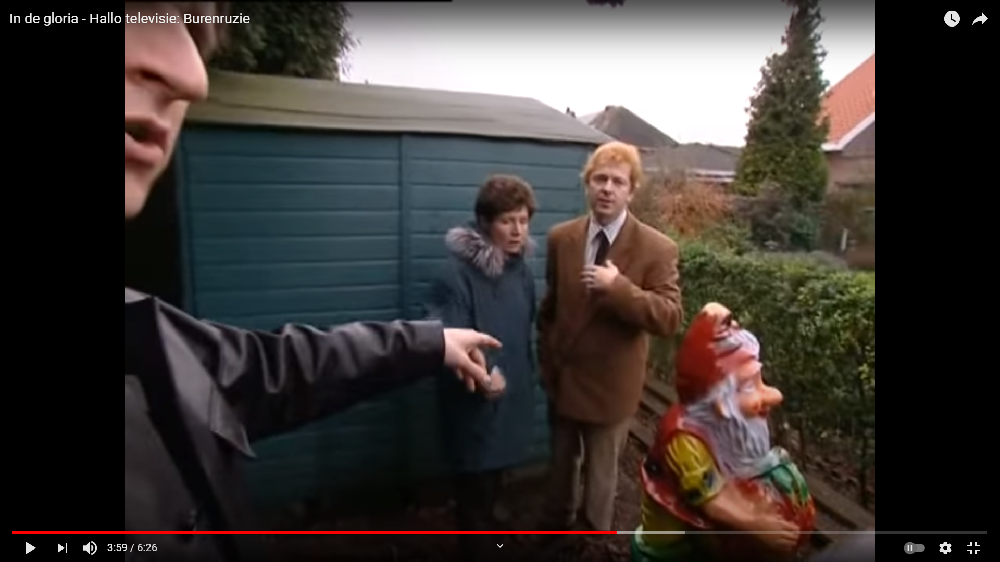 In de gloria - Hallo televisie: Burenruzie
3:59 / 6:26